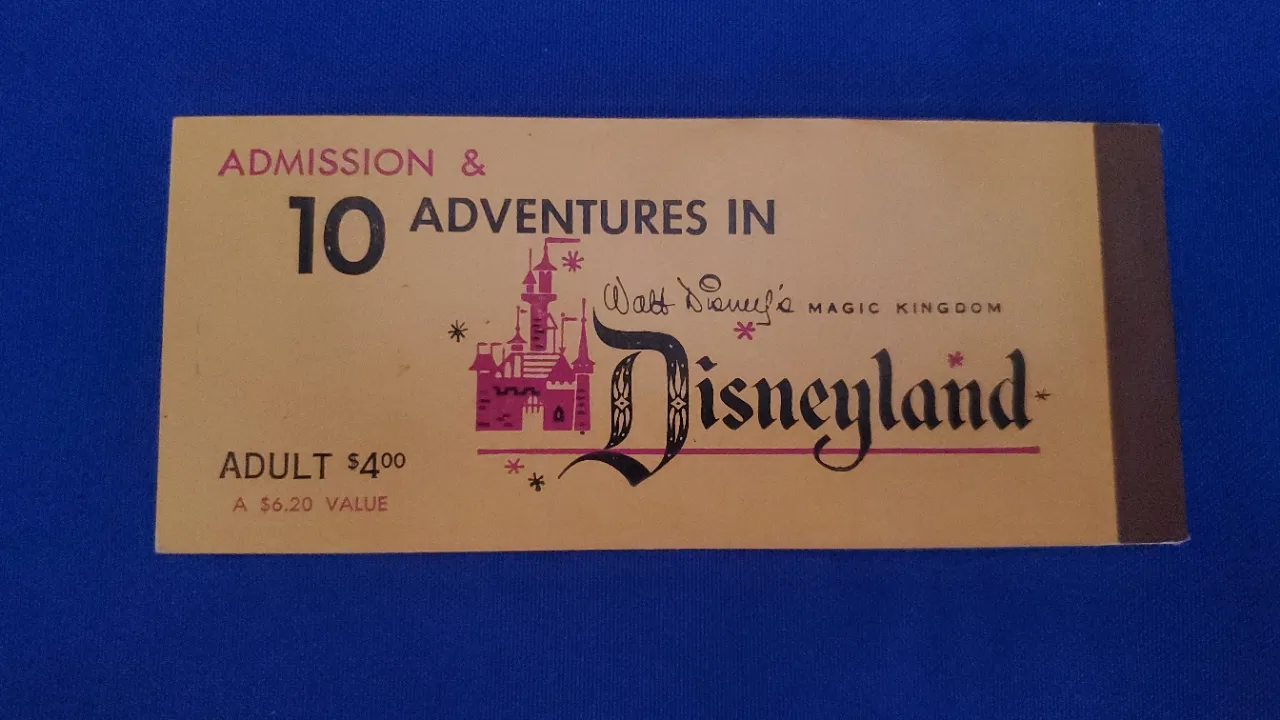 ADMISSION &
10 ADVENTURES IN
Walt Disney's MAGIC KINGDOM
Disneyland
ADULT $4.00
A $6.20 VALUE